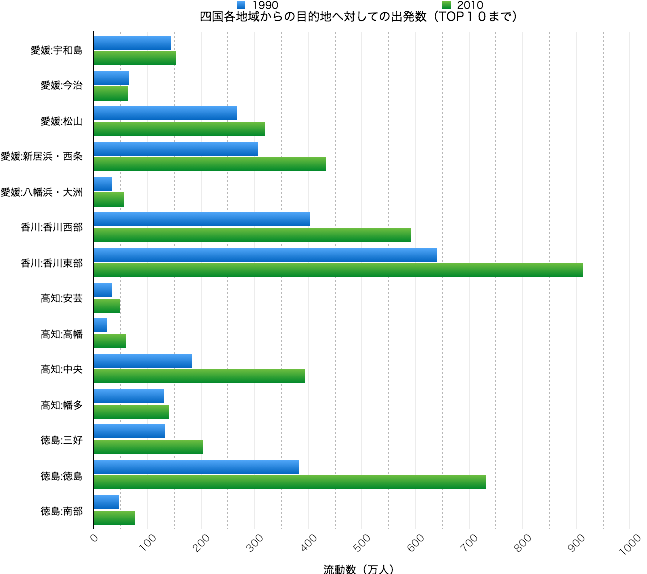 1990 2010
四国各地域からの目的地へ対しての出発数（TOP１０まで）
愛媛:宇和島
愛媛:今治
愛媛:松山
愛媛:新居浜・西条
愛媛:八幡浜・大洲
香川:香川西部
香川:香川東部
高知:安芸
高知:高幡
高知:中央
高知:幡多
徳島:三好
徳島:徳島
徳島:南部
0 100 200 300 400 500 600 700 800 900 1000
流動数（万人）